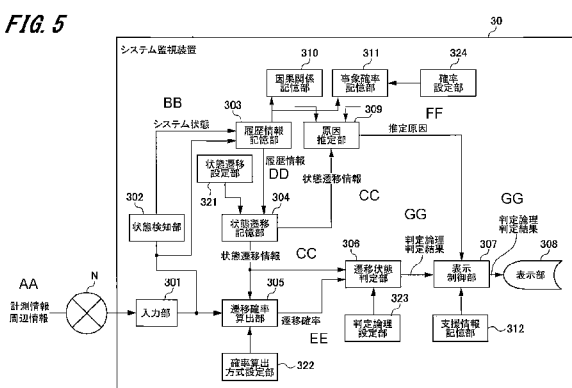 FIG. 5
30
システム監視装置
310
311
324
因果関係
記憶部
事象確率
記憶部
確率
設定部
BB
303
309
FF
システム状態
履歴情報
記憶部
原因
推定部
推定原因
履歴情報
状態遷移
設定部
DD
状態遷移情報
321
302
304
CC
GG
GG
状態検知部
状態遷移
記憶部
判定論理
判定結果
判定論理
判定結果
状態遷移情報
CC
306
307
308
AA
N
301
305
遷移状態
判定部
表示
制御部
表示部
計測情報
周辺情報
入力部
遷移確率
算出部
遷移確率
EE
323
判定論理
設定部
支援情報
記憶部
312
確率算出
方式設定部
322